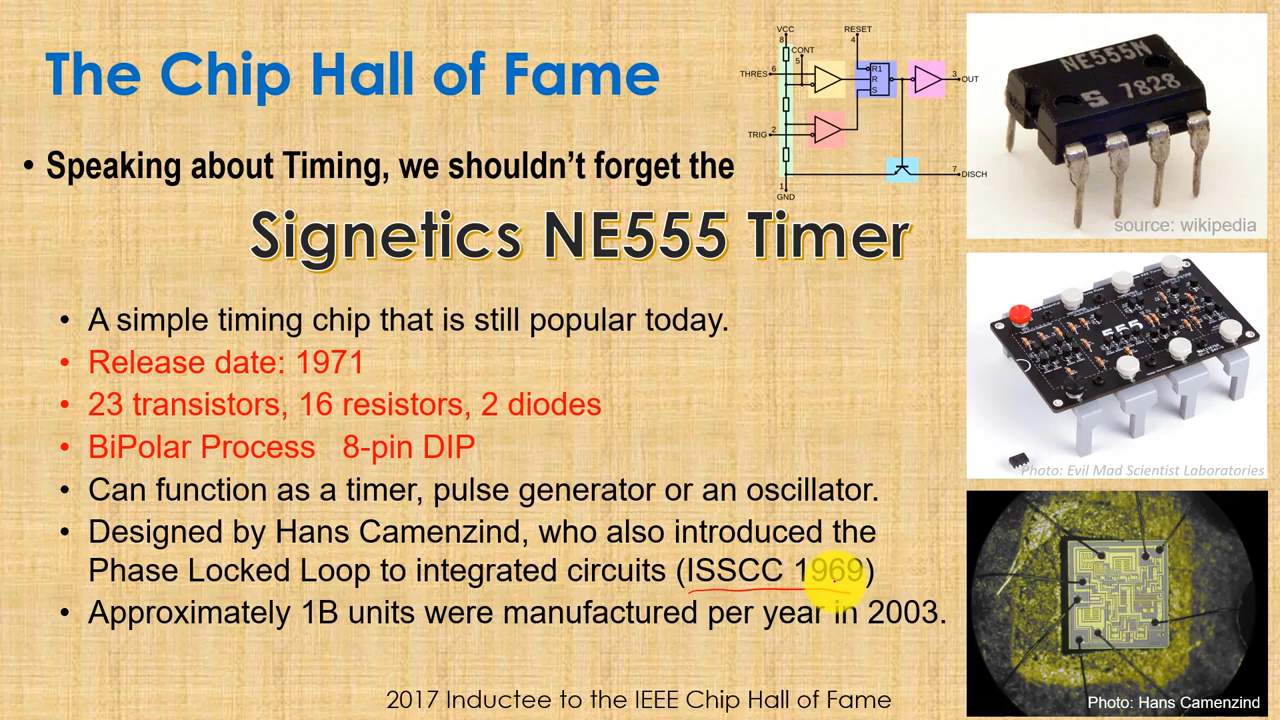 The Chip Hall of Fame
• Speaking about Timing, we shouldn't forget the
Signetics NE555 Timer
• A simple timing chip that is still popular today.
• Release date: 1971
• 23 transistors, 16 resistors, 2 diodes
• BiPolar Process 8-pin DIP
• Can function as a timer, pulse generator or an oscillator.
• Designed by Hans Camenzind, who also introduced the
Phase Locked Loop to integrated circuits (ISSCC 1969)
• Approximately 1B units were manufactured per year in 2003.
2017 Inductee to the IEEE Chip Hall of Fame
VCC
8
RESET
4
CONT
5
THRES
6
R1
R
S
3
OUT
TRIG
2
7
DISCH
1
GND
NE555N
S 7828
source: wikipedia
555
Photo: Evil Mad Scientist Laboratories
Photo: Hans Camenzind